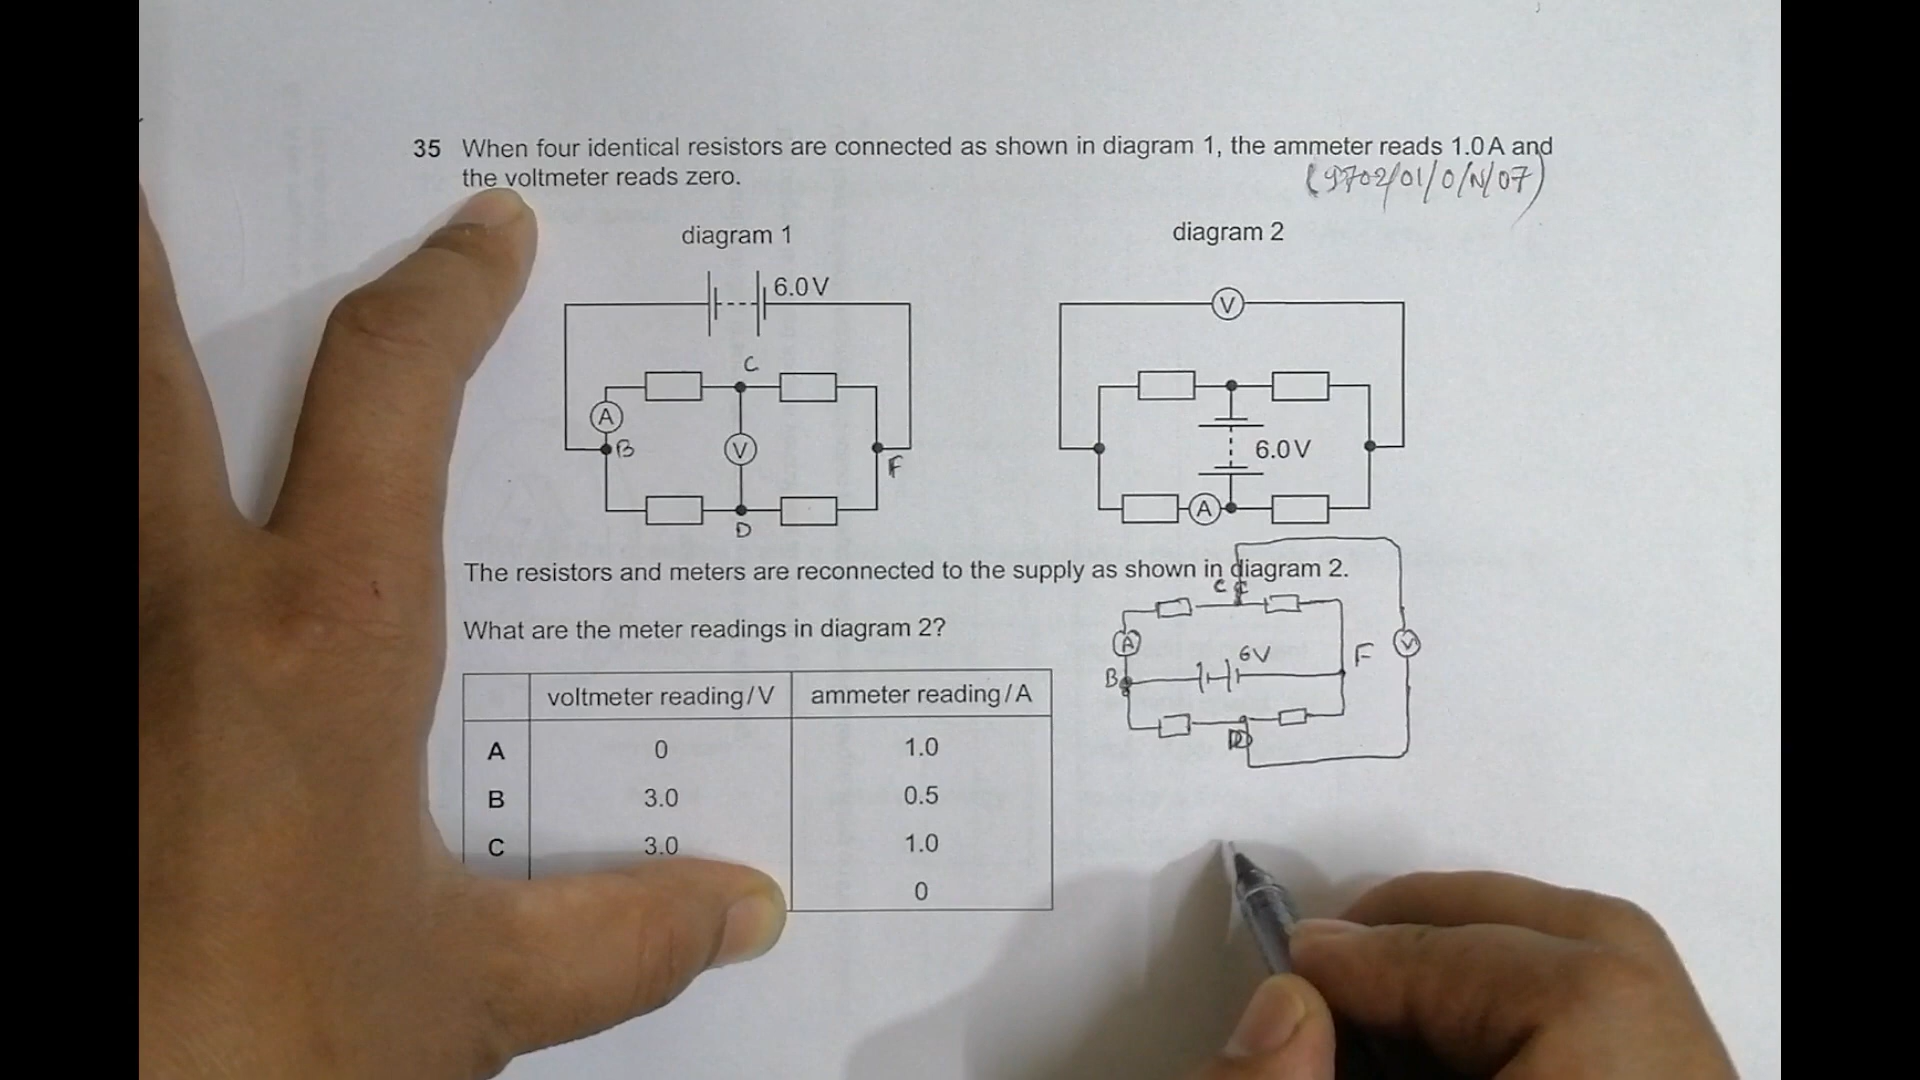 35 When four identical resistors are connected as shown in diagram 1, the ammeter reads 1.0 A and
the voltmeter reads zero.
(9702/01/O/N/07)
diagram 1
diagram 2
6.0 V
V
C
A
B
V
F
6.0 V
A
D
The resistors and meters are reconnected to the supply as shown in diagram 2.
C
What are the meter readings in diagram 2?
A
6V
F
V
B
D
voltmeter reading / V ammeter reading / A
A 0 1.0
B 3.0 0.5
C 3.0 1.0
0